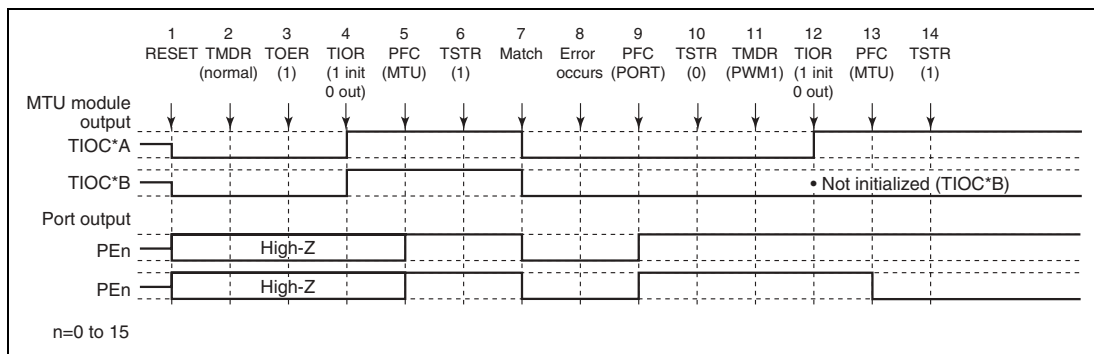 1 2 3 4 5 6 7 8 9 10 11 12 13 14
RESET TMDR TOER TIOR PFC TSTR Match Error PFC TSTR TMDR TIOR PFC TSTR
(normal) (1) (1 init (MTU) (1) occurs (PORT) (0) (PWM1) (1 init (MTU) (1)
0 out) 0 out)
MTU module
output
TIOC*A
TIOC*B
• Not initialized (TIOC*B)
Port output
PEn
High-Z
PEn
High-Z
n=0 to 15